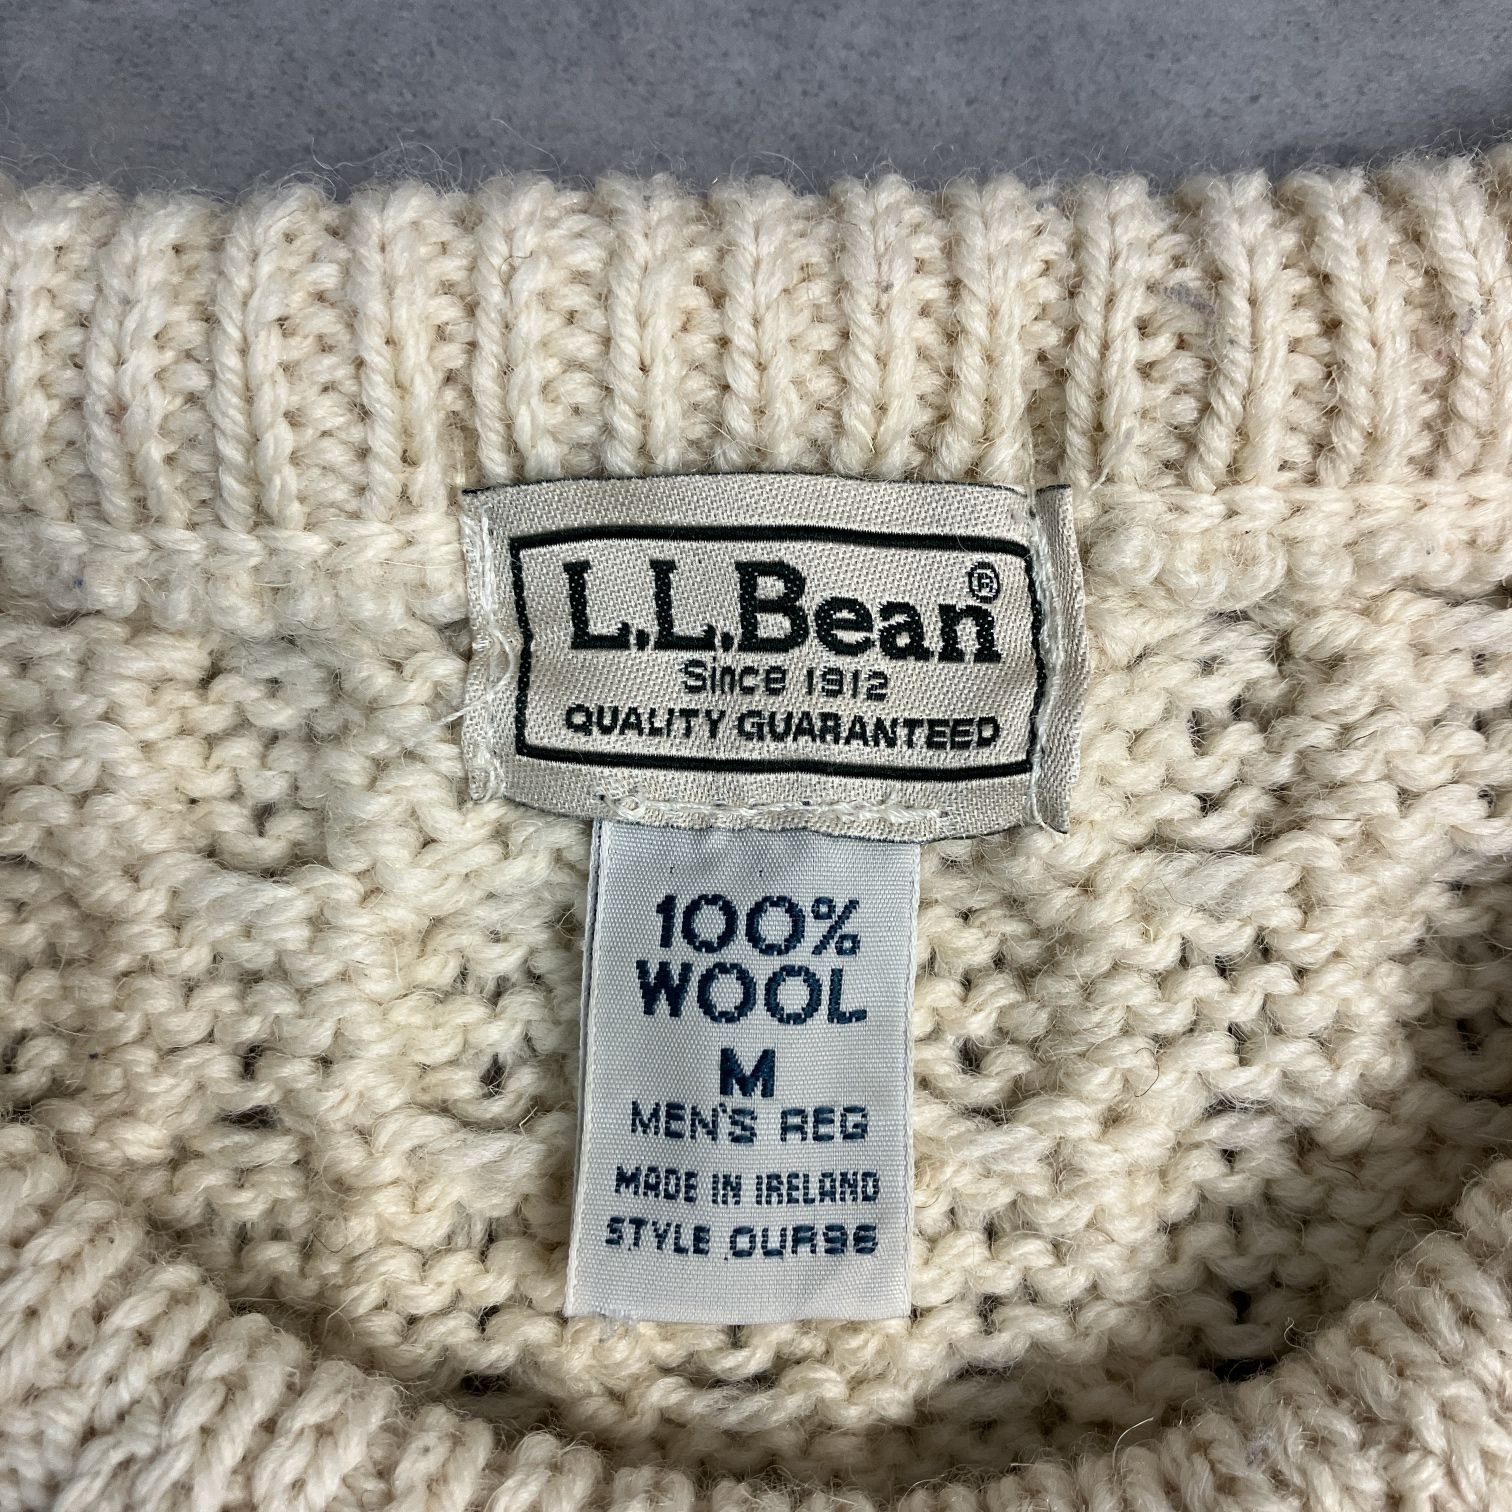 L.L.Bean®
Since 1912
QUALITY GUARANTEED
100%
WOOL
M
MEN'S REG
MADE IN IRELAND
STYLE OUR96